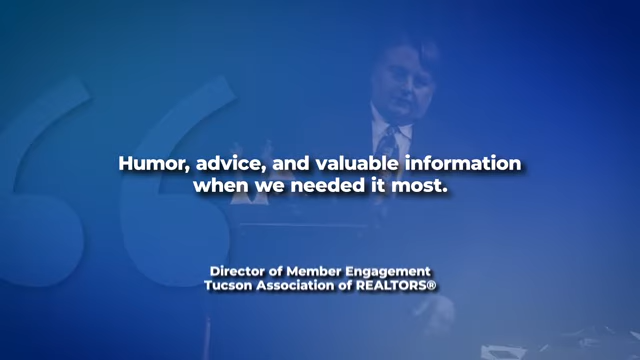 Humor, advice, and valuable information
when we needed it most.
Director of Member Engagement
Tucson Association of REALTORS®